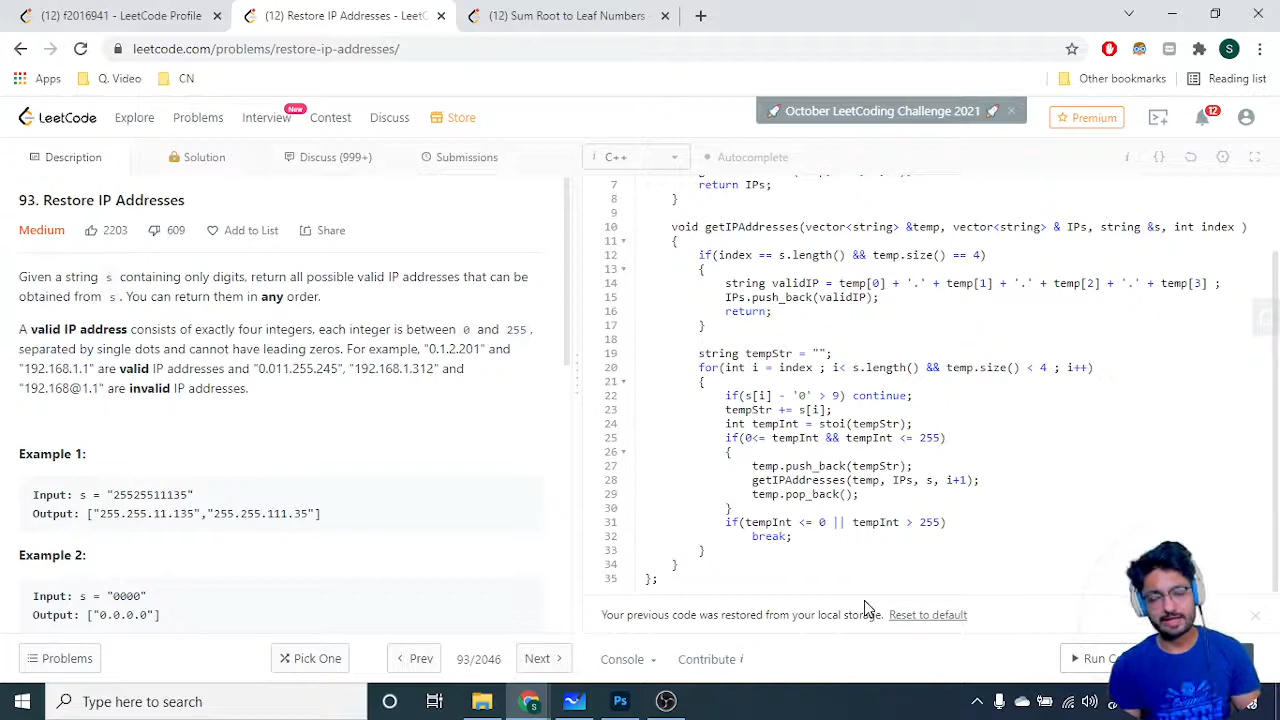 (12) f2016941 - LeetCode Profile
(12) Restore IP Addresses - LeetC
(12) Sum Root to Leaf Numbers -
leetcode.com/problems/restore-ip-addresses/
S
Apps
Q. Video
CN
Other bookmarks
Reading list
LeetCode
Explore
Problems
Interview
New
Contest
Discuss
Store
🚀 October LeetCoding Challenge 2021 🚀
Premium
12
Description
Solution
Discuss (999+)
Submissions
i C++
Autocomplete
93. Restore IP Addresses
Medium
2203
609
Add to List
Share
Given a string s containing only digits, return all possible valid IP addresses that can be
obtained from s. You can return them in any order.
A valid IP address consists of exactly four integers, each integer is between 0 and 255,
separated by single dots and cannot have leading zeros. For example, "0.1.2.201" and
"192.168.1.1" are valid IP addresses and "0.011.255.245", "192.168.1.312" and
"192.168@1.1" are invalid IP addresses.
Example 1:
Input: s = "25525511135"
Output: ["255.255.11.135","255.255.111.35"]
Example 2:
Input: s = "0000"
Output: ["0.0.0.0"]
7 return IPs;
8 }
9
10 void getIPAddresses(vector<string> &temp, vector<string> & IPs, string &s, int index )
11 {
12 if(index == s.length() && temp.size() == 4)
13 {
14 string validIP = temp[0] + '.' + temp[1] + '.' + temp[2] + '.' + temp[3] ;
15 IPs.push_back(validIP);
16 return;
17 }
18
19 string tempStr = "";
20 for(int i = index ; i< s.length() && temp.size() < 4 ; i++)
21 {
22 if(s[i] - '0' > 9) continue;
23 tempStr += s[i];
24 int tempInt = stoi(tempStr);
25 if(0<= tempInt && tempInt <= 255)
26 {
27 temp.push_back(tempStr);
28 getIPAddresses(temp, IPs, s, i+1);
29 temp.pop_back();
30 }
31 if(tempInt <= 0 || tempInt > 255)
32 break;
33 }
34 }
35 };
Your previous code was restored from your local storage. Reset to default
Problems
Pick One
Prev
93/2046
Next
Console
Contribute i
Run
Type here to search